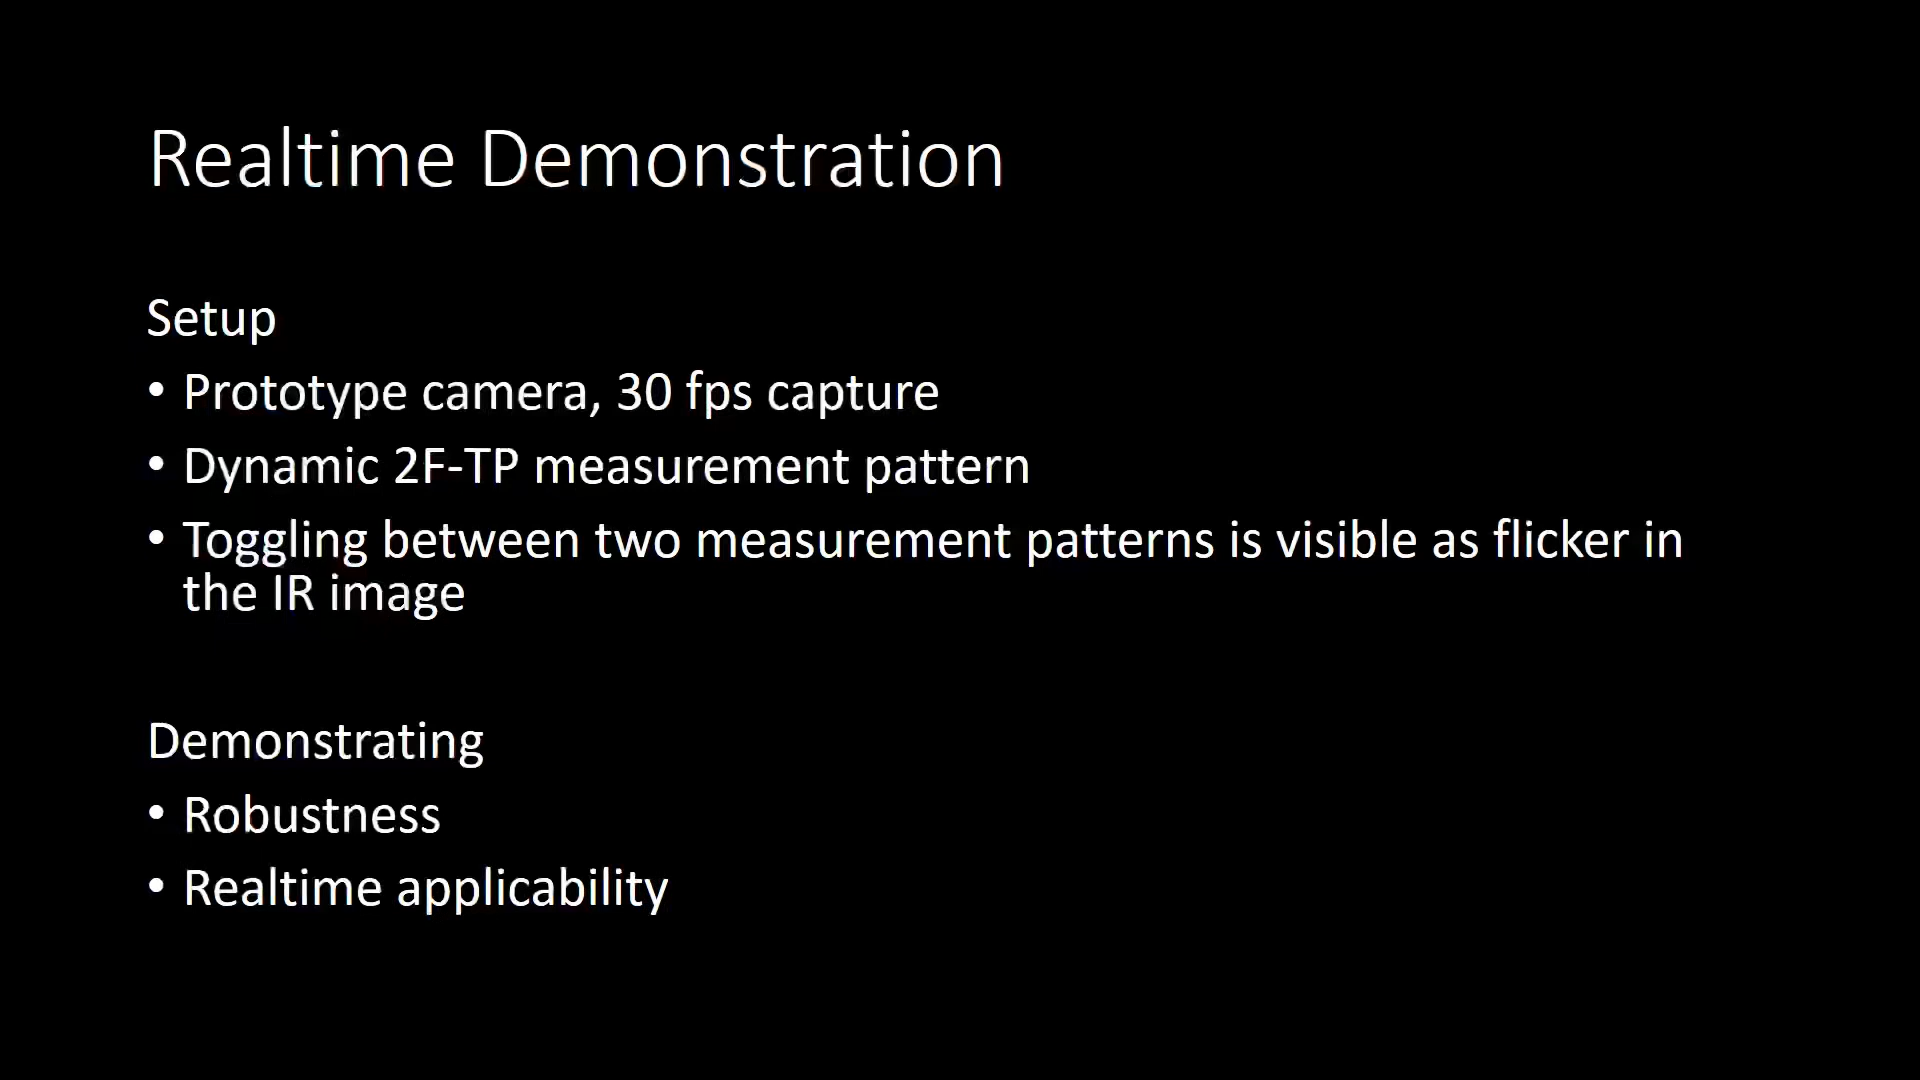 Realtime Demonstration
Setup
• Prototype camera, 30 fps capture
• Dynamic 2F-TP measurement pattern
• Toggling between two measurement patterns is visible as flicker in
the IR image
Demonstrating
• Robustness
• Realtime applicability